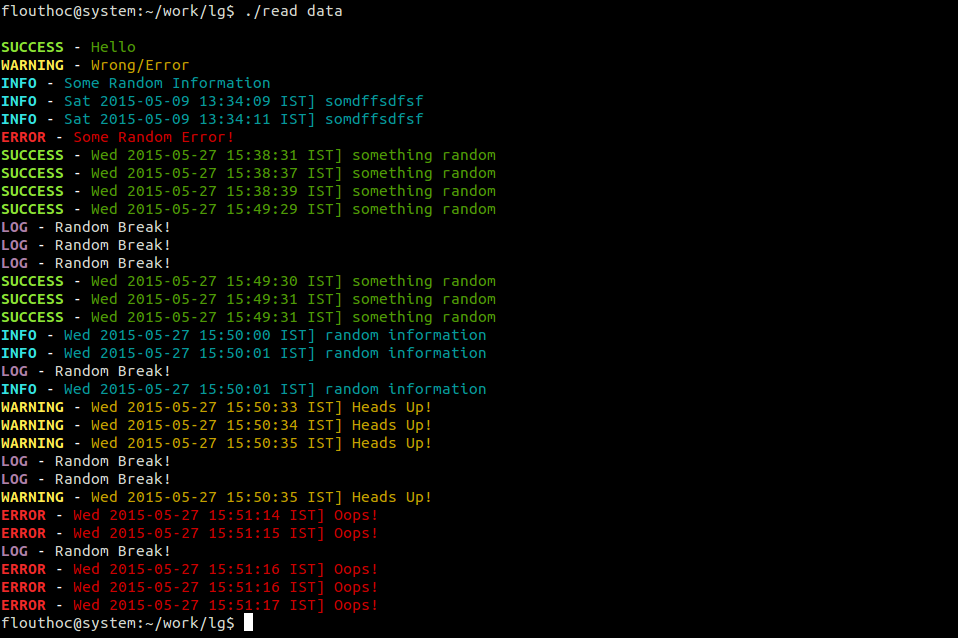 flouthoc@system:~/work/lg$ ./read data
SUCCESS - Hello
WARNING - Wrong/Error
INFO - Some Random Information
INFO - Sat 2015-05-09 13:34:09 IST] somdffsdfsf
INFO - Sat 2015-05-09 13:34:11 IST] somdffsdfsf
ERROR - Some Random Error!
SUCCESS - Wed 2015-05-27 15:38:31 IST] something random
SUCCESS - Wed 2015-05-27 15:38:37 IST] something random
SUCCESS - Wed 2015-05-27 15:38:39 IST] something random
SUCCESS - Wed 2015-05-27 15:49:29 IST] something random
LOG - Random Break!
LOG - Random Break!
LOG - Random Break!
SUCCESS - Wed 2015-05-27 15:49:30 IST] something random
SUCCESS - Wed 2015-05-27 15:49:31 IST] something random
SUCCESS - Wed 2015-05-27 15:49:31 IST] something random
INFO - Wed 2015-05-27 15:50:00 IST] random information
INFO - Wed 2015-05-27 15:50:01 IST] random information
LOG - Random Break!
INFO - Wed 2015-05-27 15:50:01 IST] random information
WARNING - Wed 2015-05-27 15:50:33 IST] Heads Up!
WARNING - Wed 2015-05-27 15:50:34 IST] Heads Up!
WARNING - Wed 2015-05-27 15:50:35 IST] Heads Up!
LOG - Random Break!
LOG - Random Break!
WARNING - Wed 2015-05-27 15:50:35 IST] Heads Up!
ERROR - Wed 2015-05-27 15:51:14 IST] Oops!
ERROR - Wed 2015-05-27 15:51:15 IST] Oops!
LOG - Random Break!
ERROR - Wed 2015-05-27 15:51:16 IST] Oops!
ERROR - Wed 2015-05-27 15:51:16 IST] Oops!
ERROR - Wed 2015-05-27 15:51:17 IST] Oops!
flouthoc@system:~/work/lg$